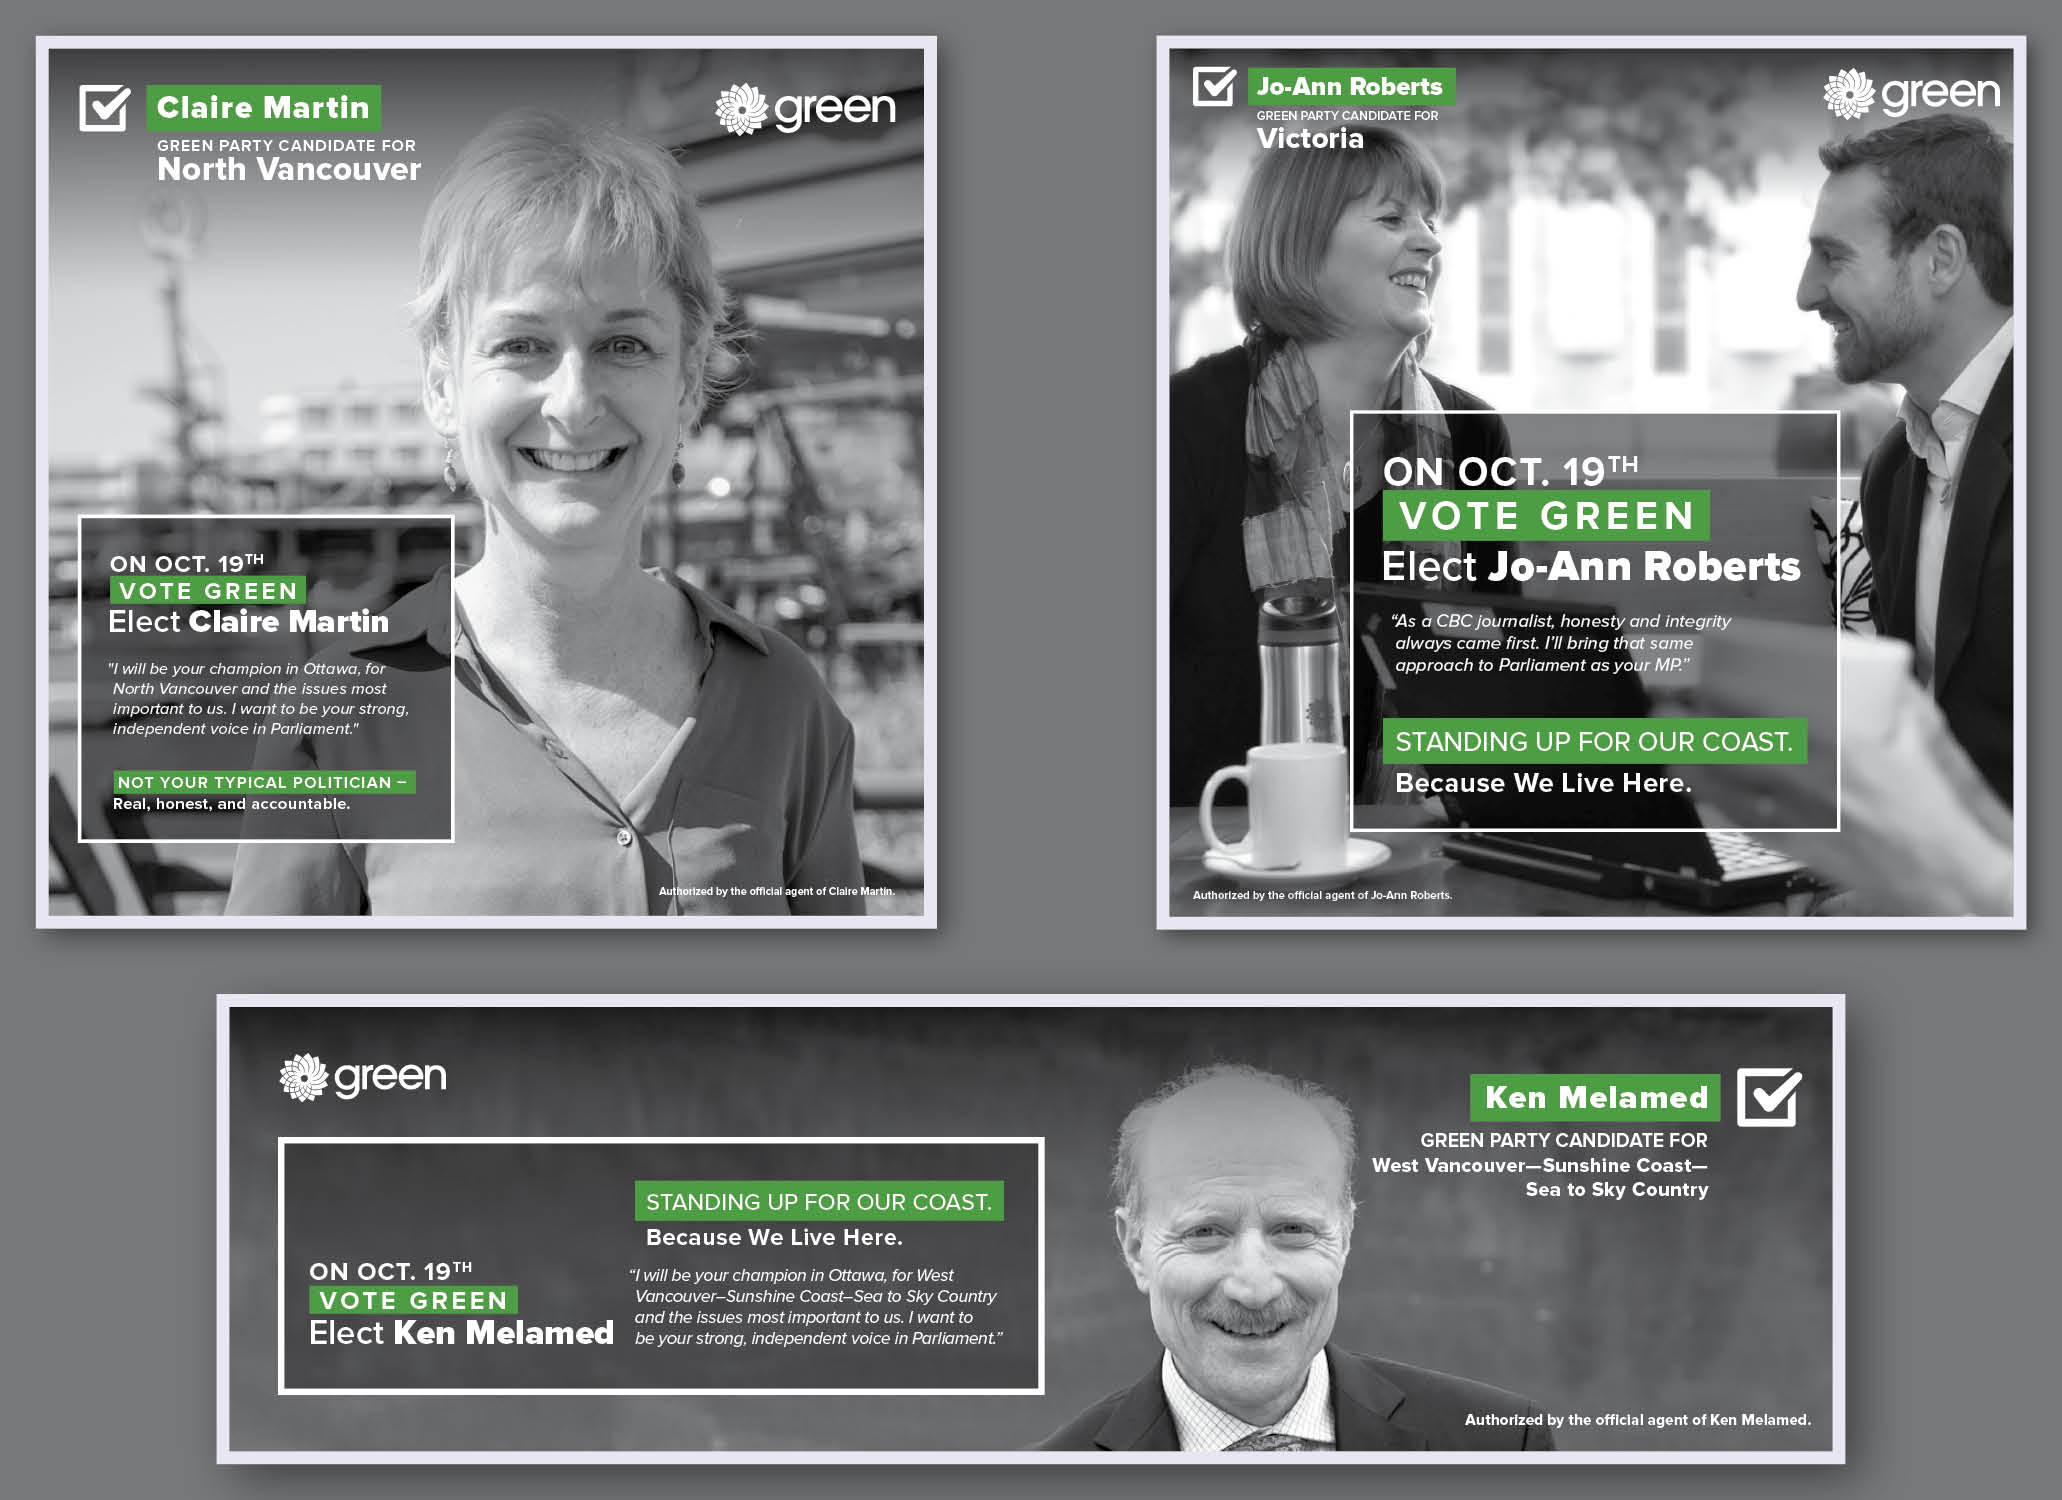 Claire Martin
GREEN PARTY CANDIDATE FOR
North Vancouver
green
ON OCT. 19TH
VOTE GREEN
Elect Claire Martin
"I will be your champion in Ottawa, for
North Vancouver and the issues most
important to us. I want to be your strong,
independent voice in Parliament."
NOT YOUR TYPICAL POLITICIAN –
Real, honest, and accountable.
Authorized by the official agent of Claire Martin.
Jo-Ann Roberts
GREEN PARTY CANDIDATE FOR
Victoria
green
ON OCT. 19TH
VOTE GREEN
Elect Jo-Ann Roberts
“As a CBC journalist, honesty and integrity
always came first. I’ll bring that same
approach to Parliament as your MP.”
STANDING UP FOR OUR COAST.
Because We Live Here.
Authorized by the official agent of Jo-Ann Roberts.
green
ON OCT. 19TH
VOTE GREEN
Elect Ken Melamed
STANDING UP FOR OUR COAST.
Because We Live Here.
“I will be your champion in Ottawa, for West
Vancouver–Sunshine Coast–Sea to Sky Country
and the issues most important to us. I want to
be your strong, independent voice in Parliament.”
Ken Melamed
GREEN PARTY CANDIDATE FOR
West Vancouver—Sunshine Coast—
Sea to Sky Country
Authorized by the official agent of Ken Melamed.